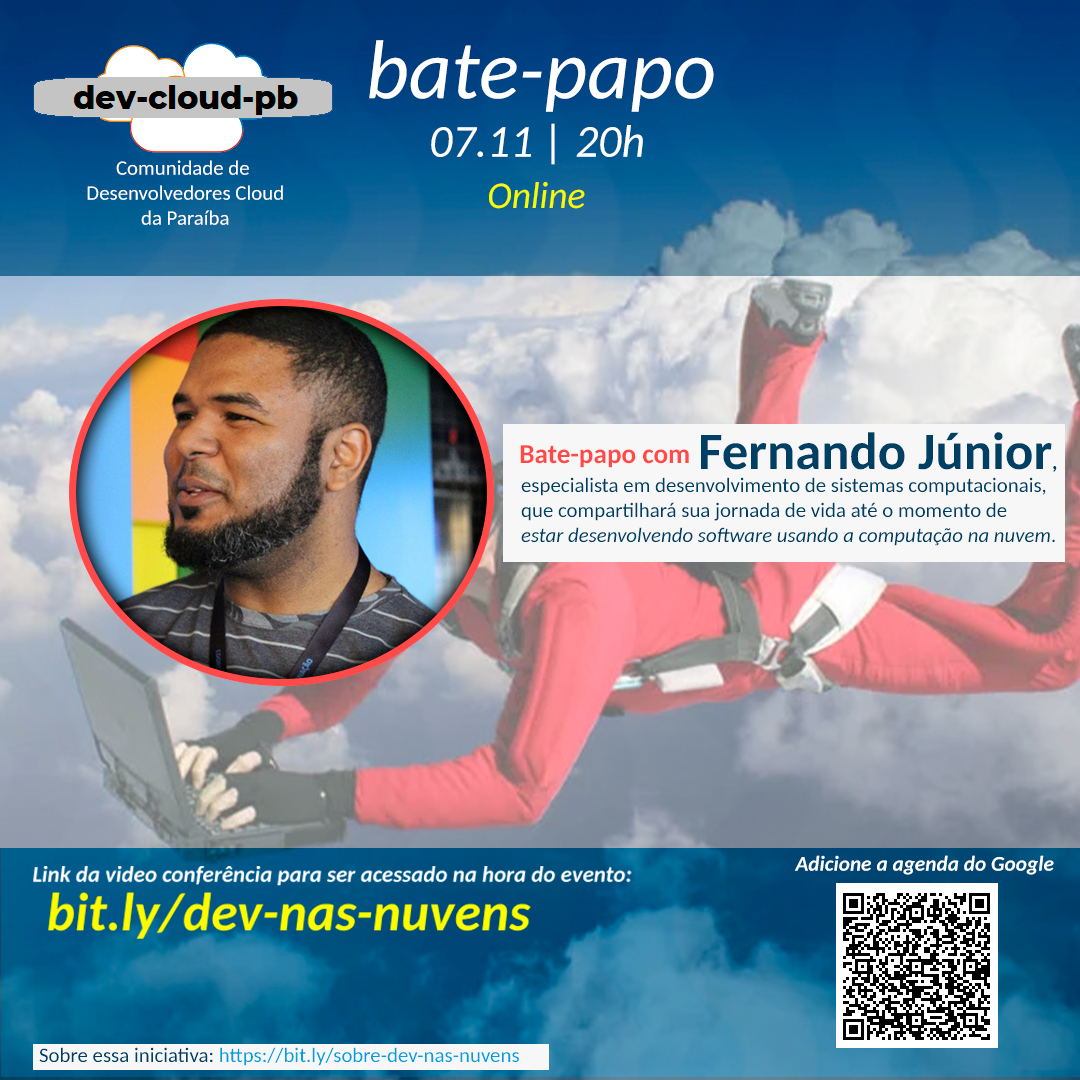 dev-cloud-pb
Comunidade de
Desenvolvedores Cloud
da Paraíba
bate-papo
07.11 | 20h
Online
Bate-papo com Fernando Júnior,
especialista em desenvolvimento de sistemas computacionais,
que compartilhará sua jornada de vida até o momento de
estar desenvolvendo software usando a computação na nuvem.
Link da video conferência para ser acessado na hora do evento:
bit.ly/dev-nas-nuvens
Adicione a agenda do Google
Sobre essa iniciativa: https://bit.ly/sobre-dev-nas-nuvens